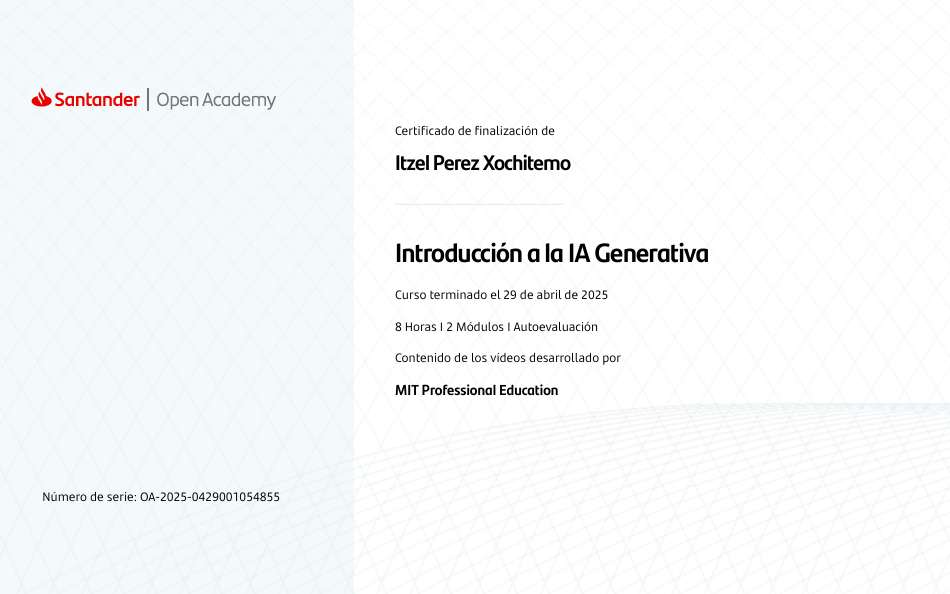 Santander | Open Academy
Certificado de finalización de
Itzel Perez Xochitemo
Introducción a la IA Generativa
Curso terminado el 29 de abril de 2025
8 Horas I 2 Módulos I Autoevaluación
Contenido de los vídeos desarrollado por
MIT Professional Education
Número de serie: OA-2025-0429001054855